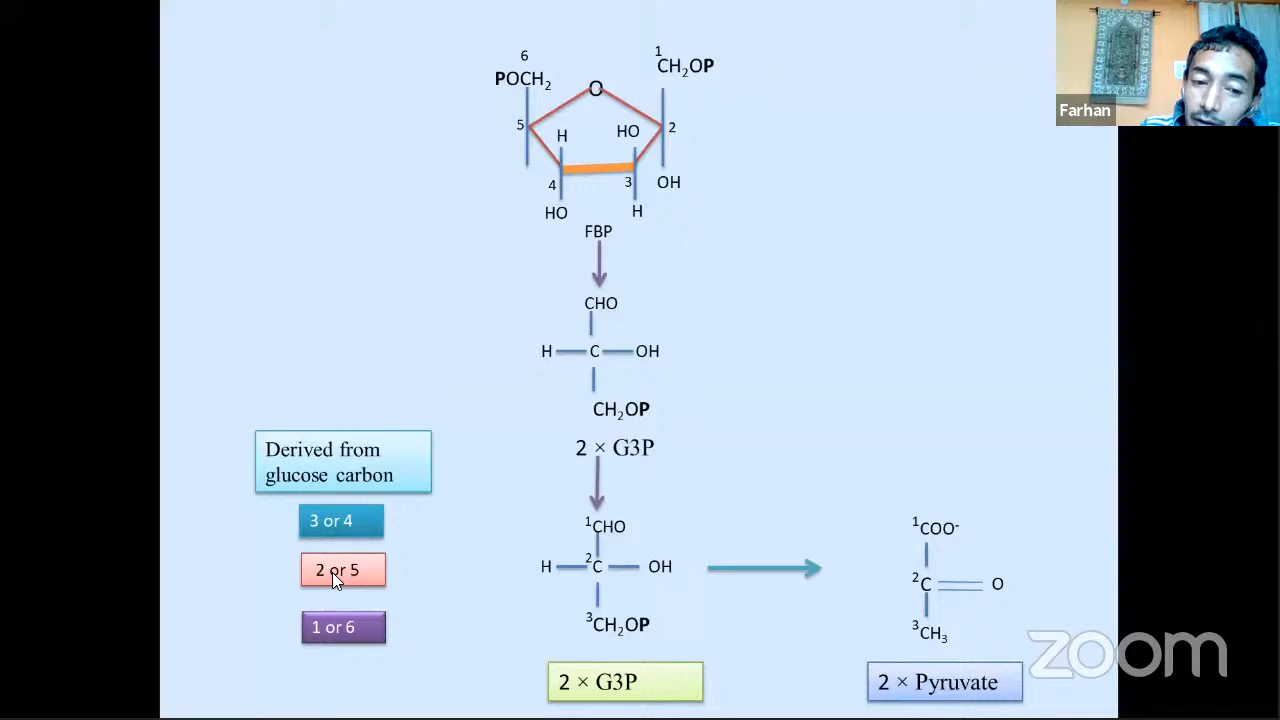 6
POCH2
1
CH2OP
O
5
H
HO
2
4
3
OH
HO
H
FBP
CHO
H C OH
CH2OP
2 × G3P
Derived from
glucose carbon
3 or 4
2 or 5
1 or 6
1CHO
H 2C OH
3CH2OP
2 × G3P
1COO-
2C O
3CH3
2 × Pyruvate
Farhan
zoom